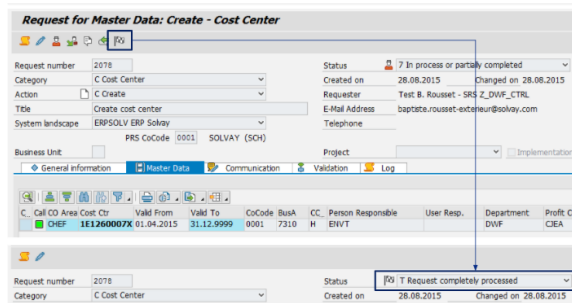 Request for Master Data: Create - Cost Center
Request number 2078 Status 7 In process or partially completed
Category C Cost Center Created on 28.08.2015 Changed on 28.08.2015
Action C Create Requester Test B. Rousset - SRS Z_DWF_CTRL
Title Create cost center E-Mail Address baptiste.rousset-exterieur@solvay.com
System landscape ERPSOLV ERP Solvay Telephone
PRS CoCode 0001 SOLVAY (SCH)
Business Unit Project Implementation
General information Master Data Communication Validation Log
C.. Call CO Area Cost Ctr Valid From Valid To CoCode BusA CC_ Person Responsible User Resp. Department Profit C
CHEF 1E1260007X 01.04.2015 31.12.9999 0001 7310 H ENVT DWF CJEA
Request number 2078 Status T Request completely processed
Category C Cost Center Created on 28.08.2015 Changed on 28.08.2015